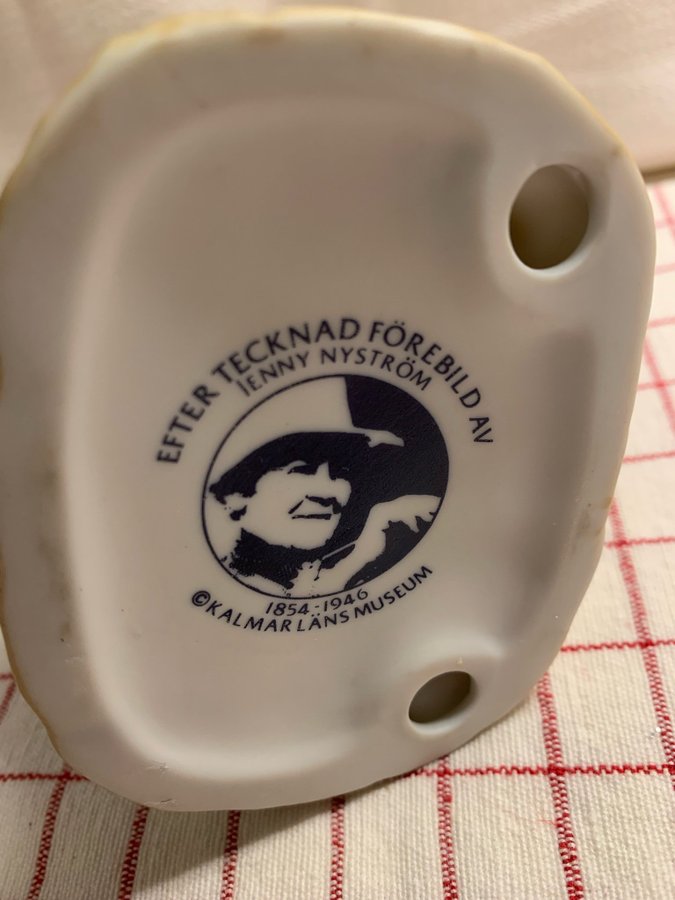 EFTER TECKNAD FÖREBILD AV
JENNY NYSTRÖM
1854-1946
©KALMAR LÄNS MUSEUM